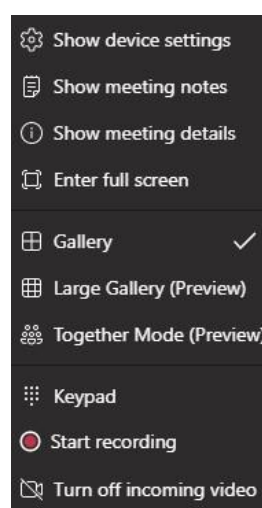 Show device settings
Show meeting notes
Show meeting details
Enter full screen
Gallery
Large Gallery (Preview)
Together Mode (Preview)
Keypad
Start recording
Turn off incoming video